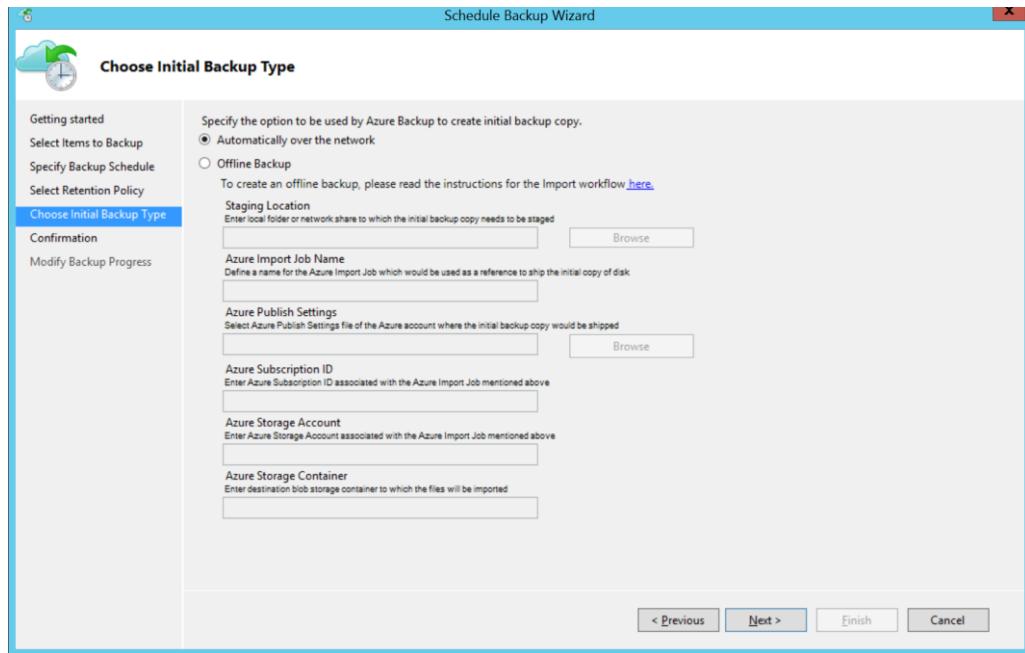 Schedule Backup Wizard
x
Choose Initial Backup Type
Getting started
Select Items to Backup
Specify Backup Schedule
Select Retention Policy
Choose Initial Backup Type
Confirmation
Modify Backup Progress
Specify the option to be used by Azure Backup to create initial backup copy.
Automatically over the network
Offline Backup
To create an offline backup, please read the instructions for the Import workflow here.
Staging Location
Enter local folder or network share to which the initial backup copy needs to be staged
Browse
Azure Import Job Name
Define a name for the Azure Import Job which would be used as a reference to ship the initial copy of disk
Azure Publish Settings
Select Azure Publish Settings file of the Azure account where the initial backup copy would be shipped
Browse
Azure Subscription ID
Enter Azure Subscription ID associated with the Azure Import Job mentioned above
Azure Storage Account
Enter Azure Storage Account associated with the Azure Import Job mentioned above
Azure Storage Container
Enter destination blob storage container to which the files will be imported
< Previous
Next >
Finish
Cancel